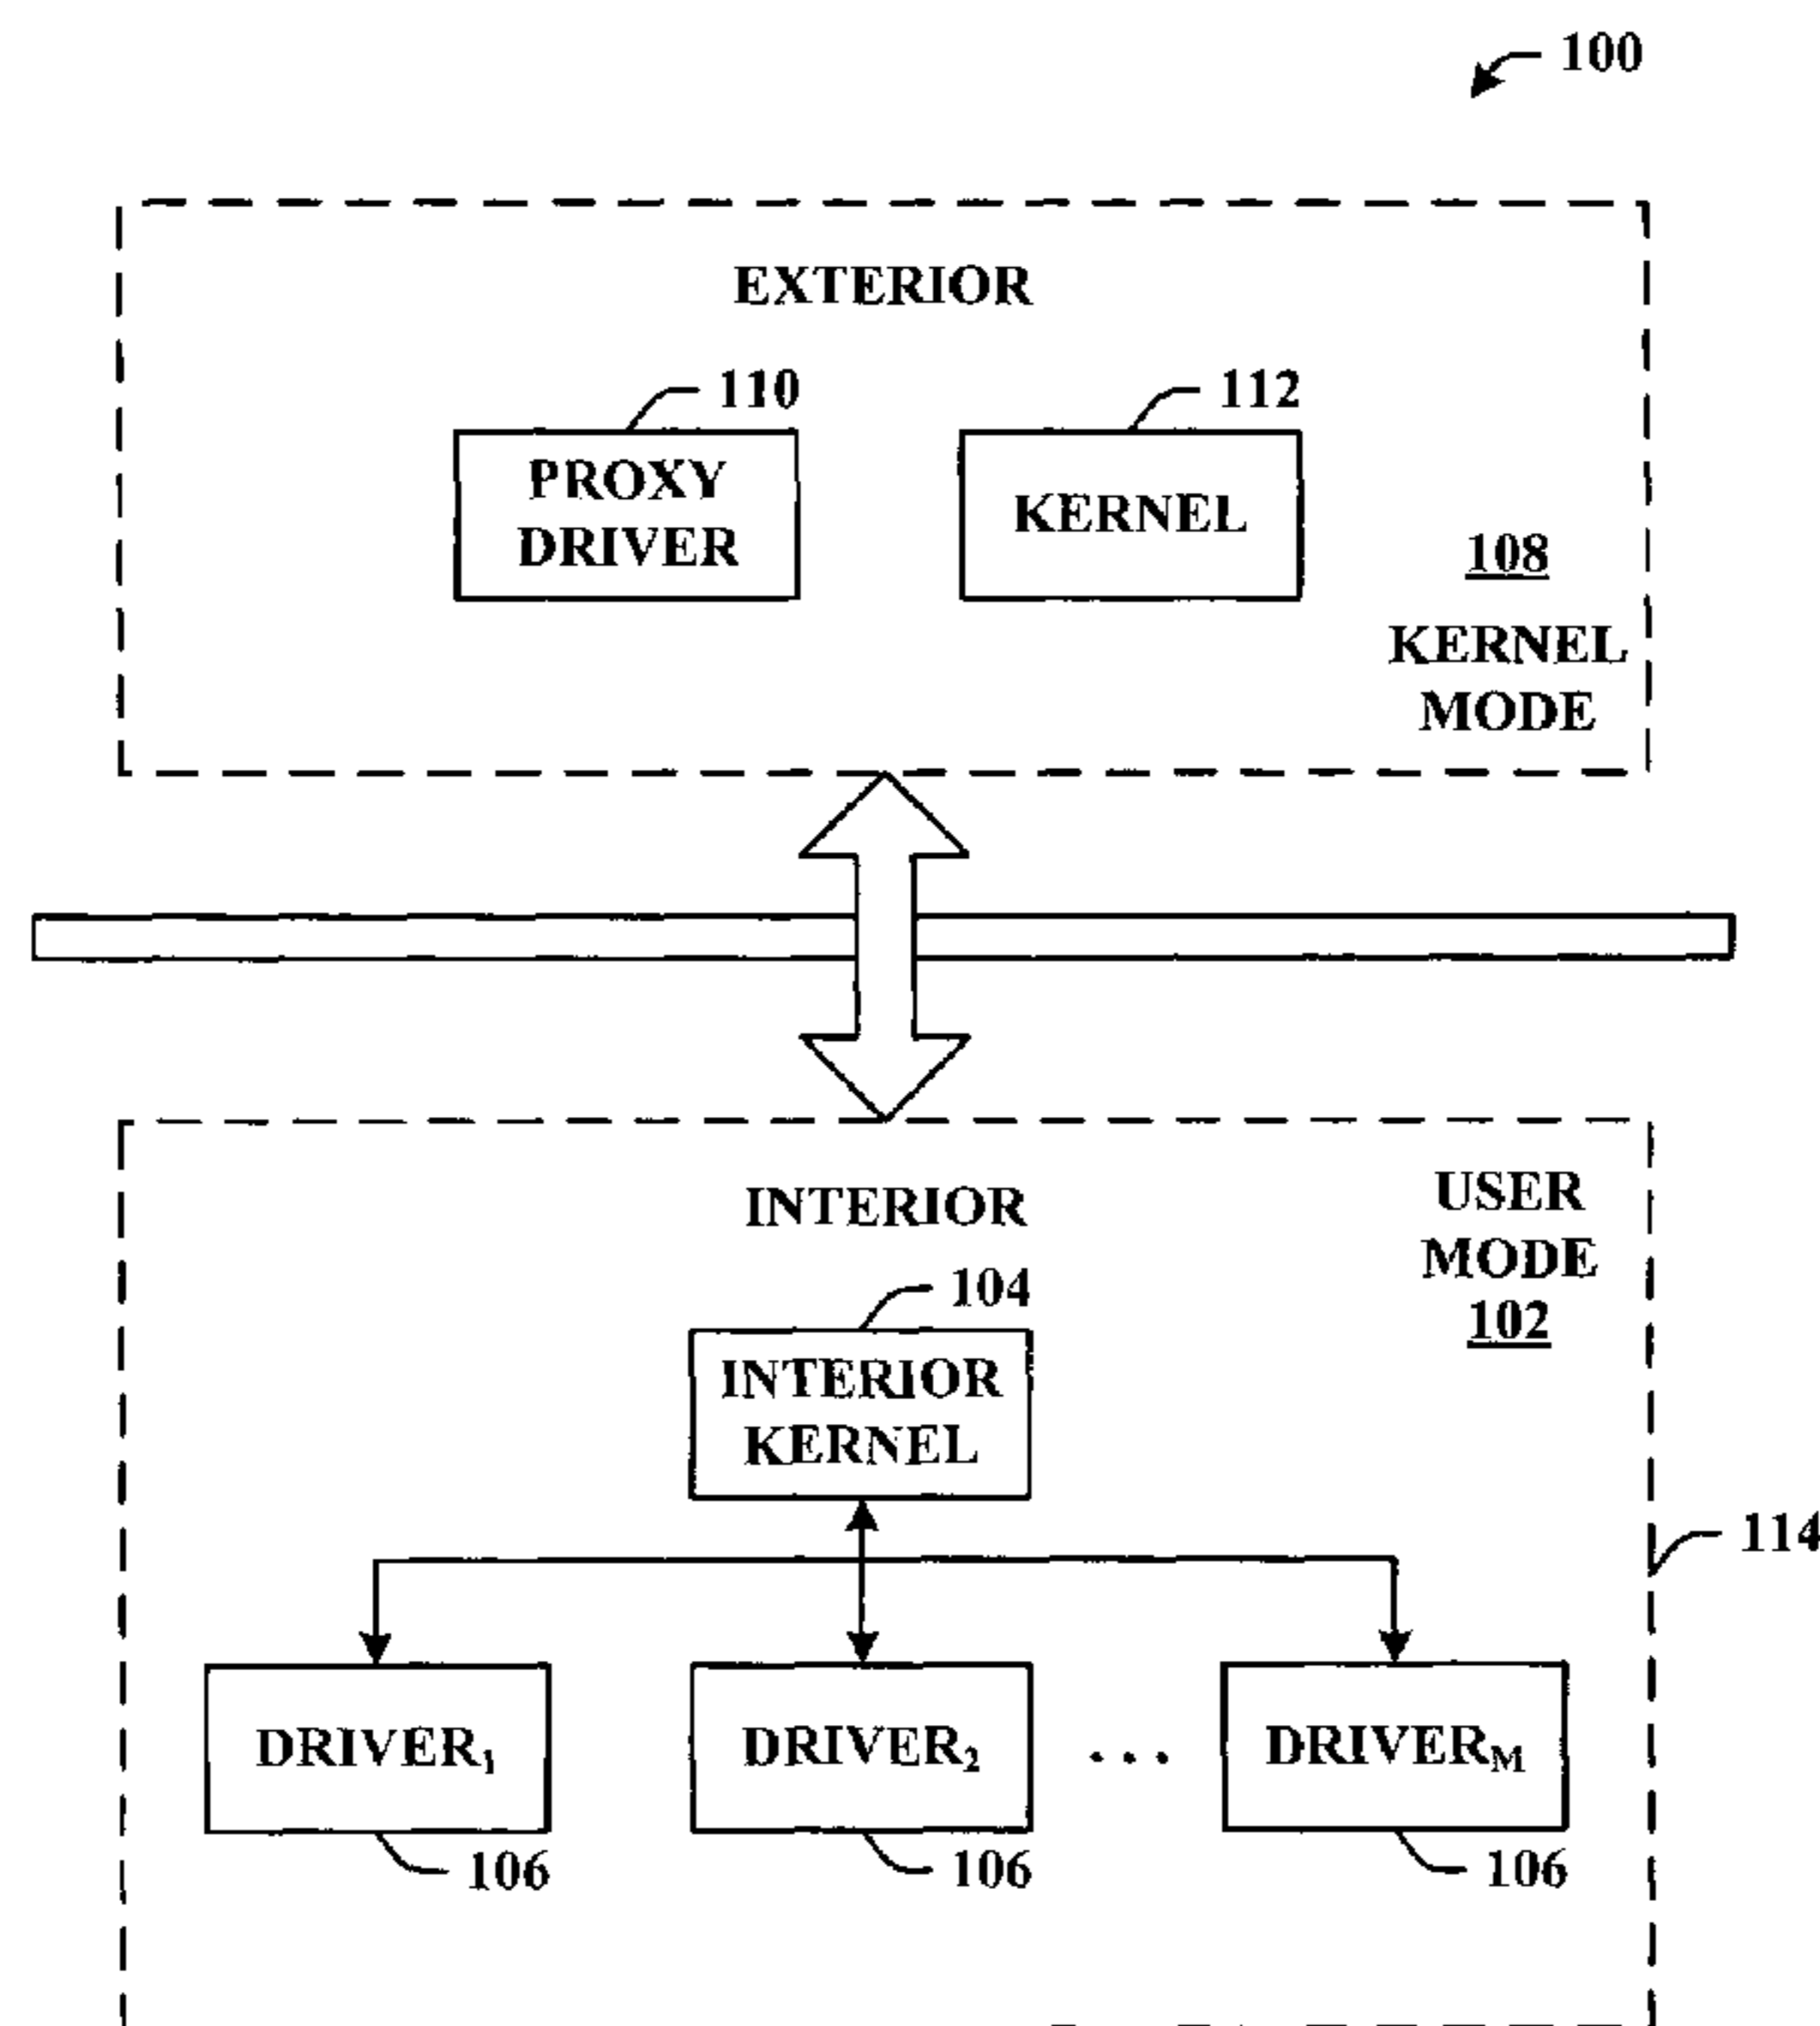 100
EXTERIOR
110
112
PROXY
DRIVER
KERNEL
108
KERNEL
MODE
INTERIOR
USER
MODE
102
104
INTERIOR
KERNEL
114
DRIVER₁
DRIVER₂
...
DRIVERM
106
106
106